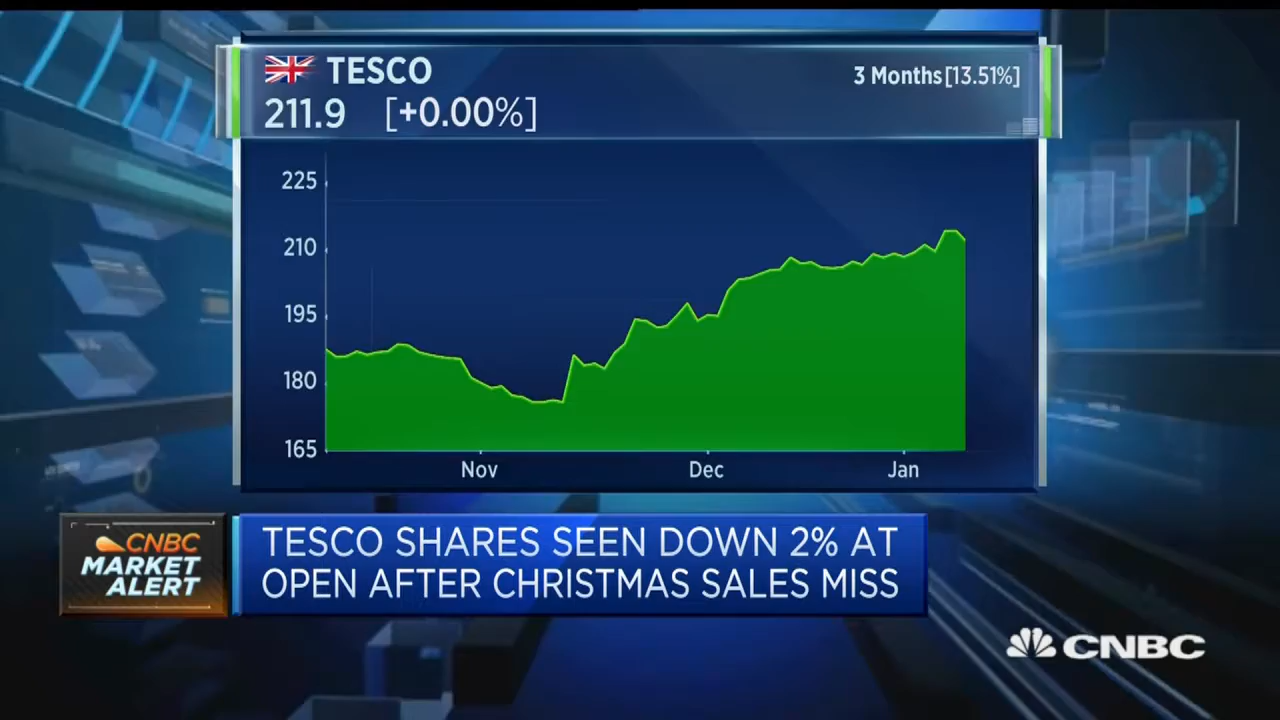 TESCO
3 Months[13.51%]
211.9 [+0.00%]
225
210
195
180
165
Nov Dec Jan
CNBC
MARKET
ALERT
TESCO SHARES SEEN DOWN 2% AT
OPEN AFTER CHRISTMAS SALES MISS
CNBC